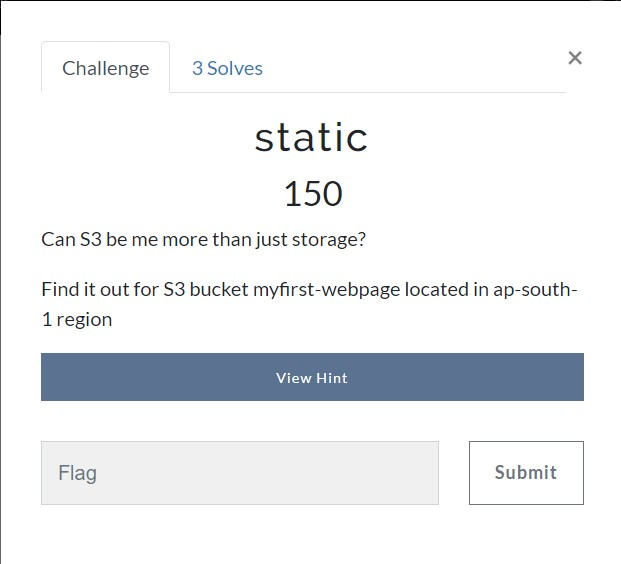 Challenge
3 Solves
×
static
150
Can S3 be me more than just storage?
Find it out for S3 bucket myfirst-webpage located in ap-south-
1 region
View Hint
Flag
Submit